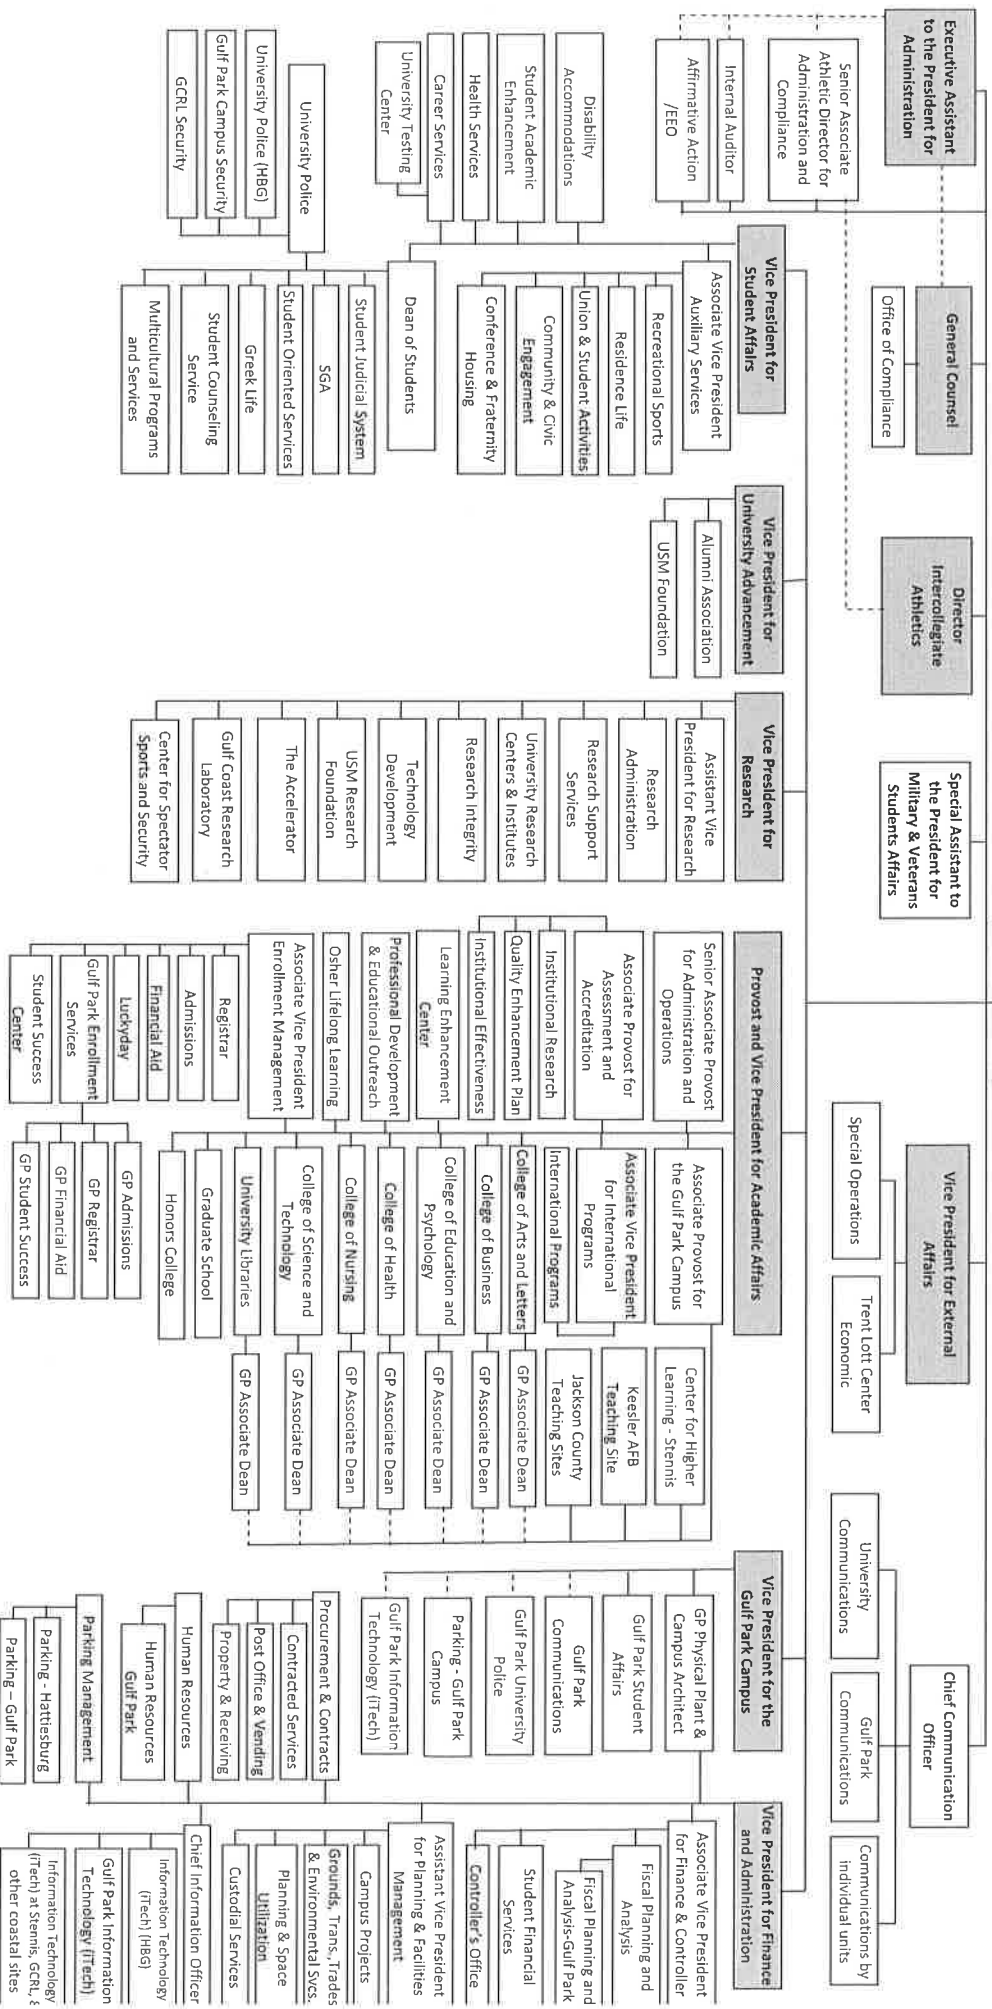 Executive Assistant
to the President for
Administration
Senior Associate
Athletic Director for
Administration and
Compliance
Internal Auditor
Affirmative Action
/EEO
General Counsel
Office of Compliance
Director
Intercollegiate
Athletics
Special Assistant to
the President for
Military & Veterans
Students Affairs
Vice President for External
Affairs
Special Operations
Trent Lott Center
Economic
Chief Communication
Officer
University
Communications
Gulf Park
Communications
Communications by
individual units
Vice President for
Student Affairs
Associate Vice President
Auxiliary Services
Recreational Sports
Residence Life
Union & Student Activities
Community & Civic
Engagement
Conference & Fraternity
Housing
Disability
Accommodations
Student Academic
Enhancement
Health Services
Career Services
University Testing
Center
Dean of Students
Student Judicial System
SGA
Student Oriented Services
Greek Life
Student Counseling
Service
Multicultural Programs
and Services
University Police
University Police (HBG)
Gulf Park Campus Security
GCRL Security
Vice President for
University Advancement
Alumni Association
USM Foundation
Vice President for
Research
Assistant Vice
President for Research
Research
Administration
Research Support
Services
University Research
Centers & Institutes
Research Integrity
Technology
Development
USM Research
Foundation
The Accelerator
Gulf Coast Research
Laboratory
Center for Spectator
Sports and Security
Provost and Vice President for Academic Affairs
Senior Associate Provost
for Administration and
Operations
Associate Provost for
Assessment and
Accreditation
Institutional Research
Quality Enhancement Plan
Institutional Effectiveness
Learning Enhancement
Center
Professional Development
& Educational Outreach
Osher Lifelong Learning
Associate Vice President
Enrollment Management
Registrar
Admissions
Financial Aid
Luckyday
Gulf Park Enrollment
Services
Student Success
Center
GP Admissions
GP Registrar
GP Financial Aid
GP Student Success
Associate Provost for
the Gulf Park Campus
Associate Vice President
for International
Programs
International Programs
College of Arts and Letters
College of Business
College of Education and
Psychology
College of Health
College of Nursing
College of Science and
Technology
University Libraries
Graduate School
Honors College
Center for Higher
Learning - Stennis
Keesler AFB
Teaching Site
Jackson County
Teaching Sites
GP Associate Dean
GP Associate Dean
GP Associate Dean
GP Associate Dean
GP Associate Dean
GP Associate Dean
GP Associate Dean
Vice President for the
Gulf Park Campus
GP Physical Plant &
Campus Architect
Gulf Park Student
Affairs
Gulf Park
Communications
Gulf Park University
Police
Parking - Gulf Park
Campus
Gulf Park Information
Technology (iTech)
Vice President for Finance
and Administration
Procurement & Contracts
Contracted Services
Post Office & Vending
Property & Receiving
Human Resources
Human Resources
Gulf Park
Parking Management
Parking - Hattiesburg
Parking – Gulf Park
Associate Vice President
for Finance & Controller
Fiscal Planning and
Analysis
Fiscal Planning and
Analysis-Gulf Park
Student Financial
Services
Controller's Office
Assistant Vice President
for Planning & Facilities
Management
Campus Projects
Grounds, Trans., Trades
& Environmental Svcs.
Planning & Space
Utilization
Custodial Services
Chief Information Officer
Information Technology
(iTech) (HBG)
Gulf Park Information
Technology (iTech)
Information Technology
(iTech) at Stennis, GCRL, &
other coastal sites